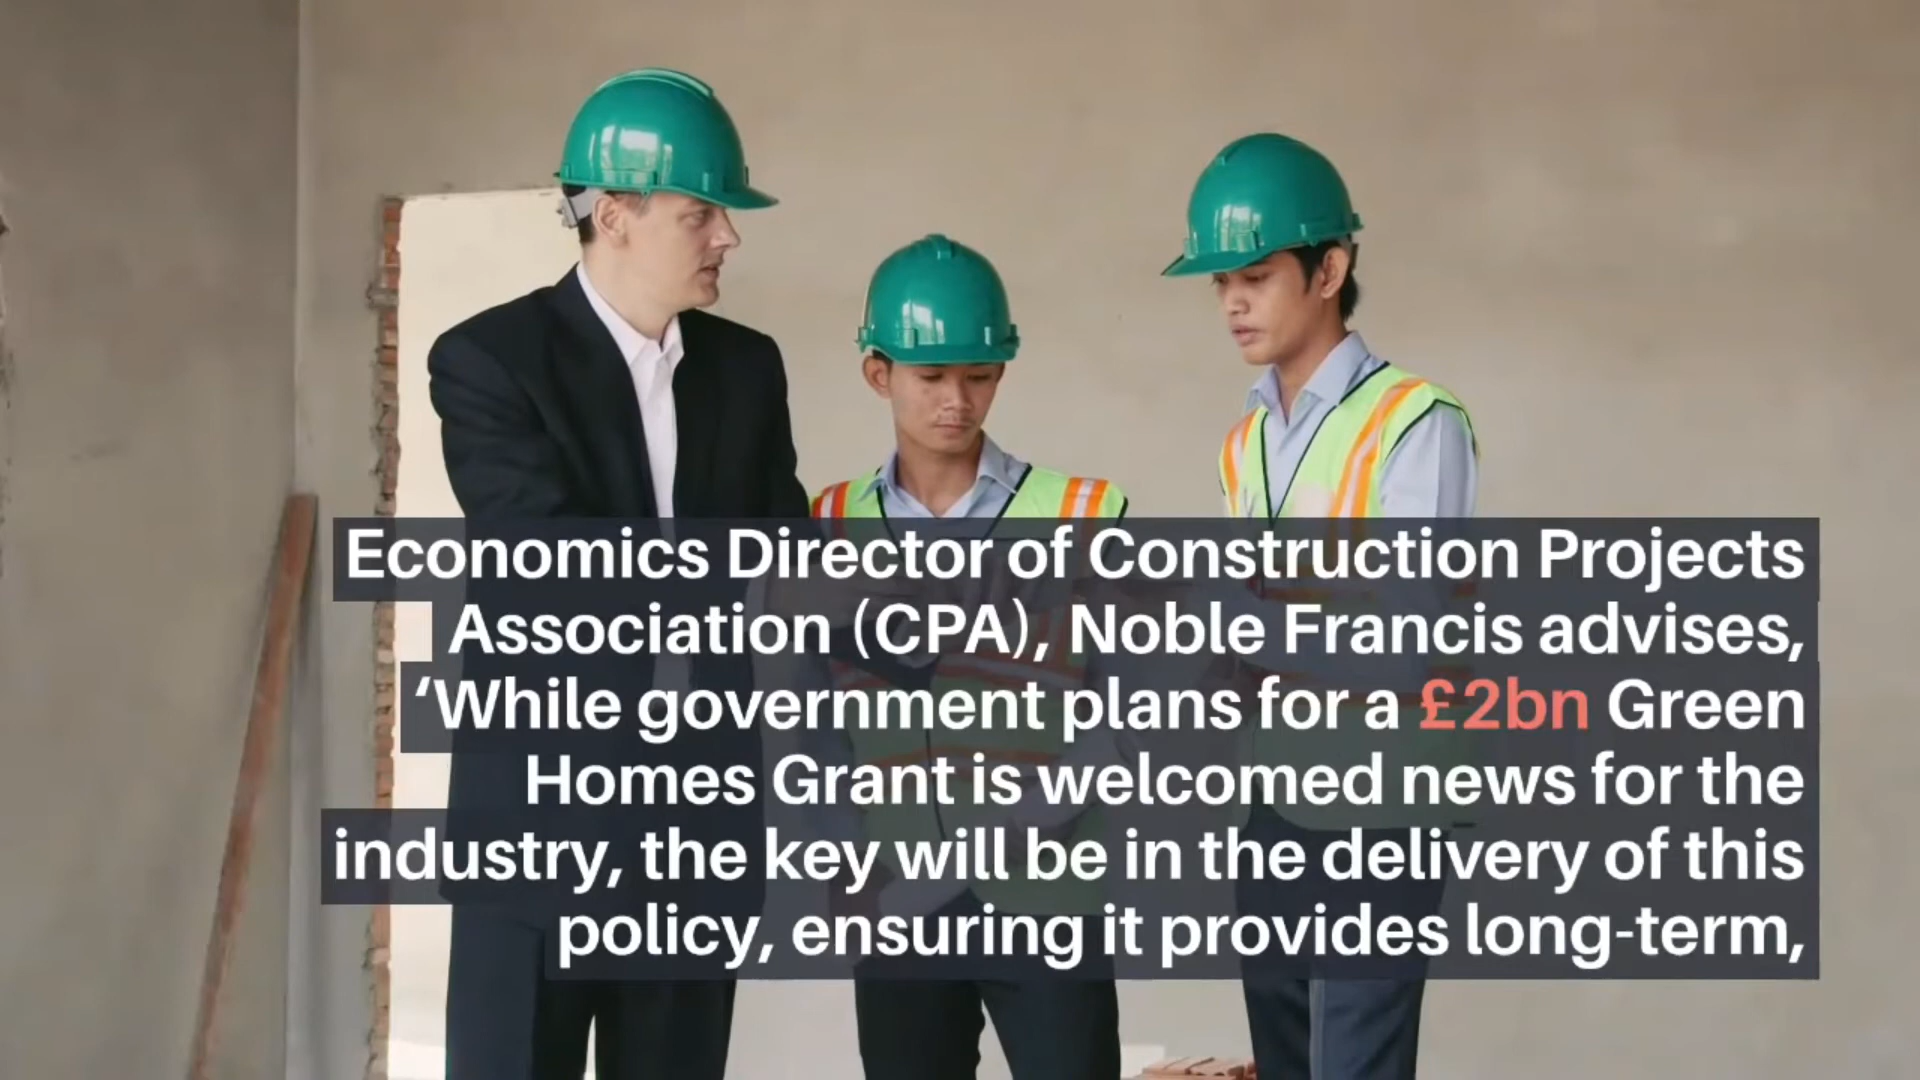 Economics Director of Construction Projects
Association (CPA), Noble Francis advises,
‘While government plans for a £2bn Green
Homes Grant is welcomed news for the
industry, the key will be in the delivery of this
policy, ensuring it provides long-term,